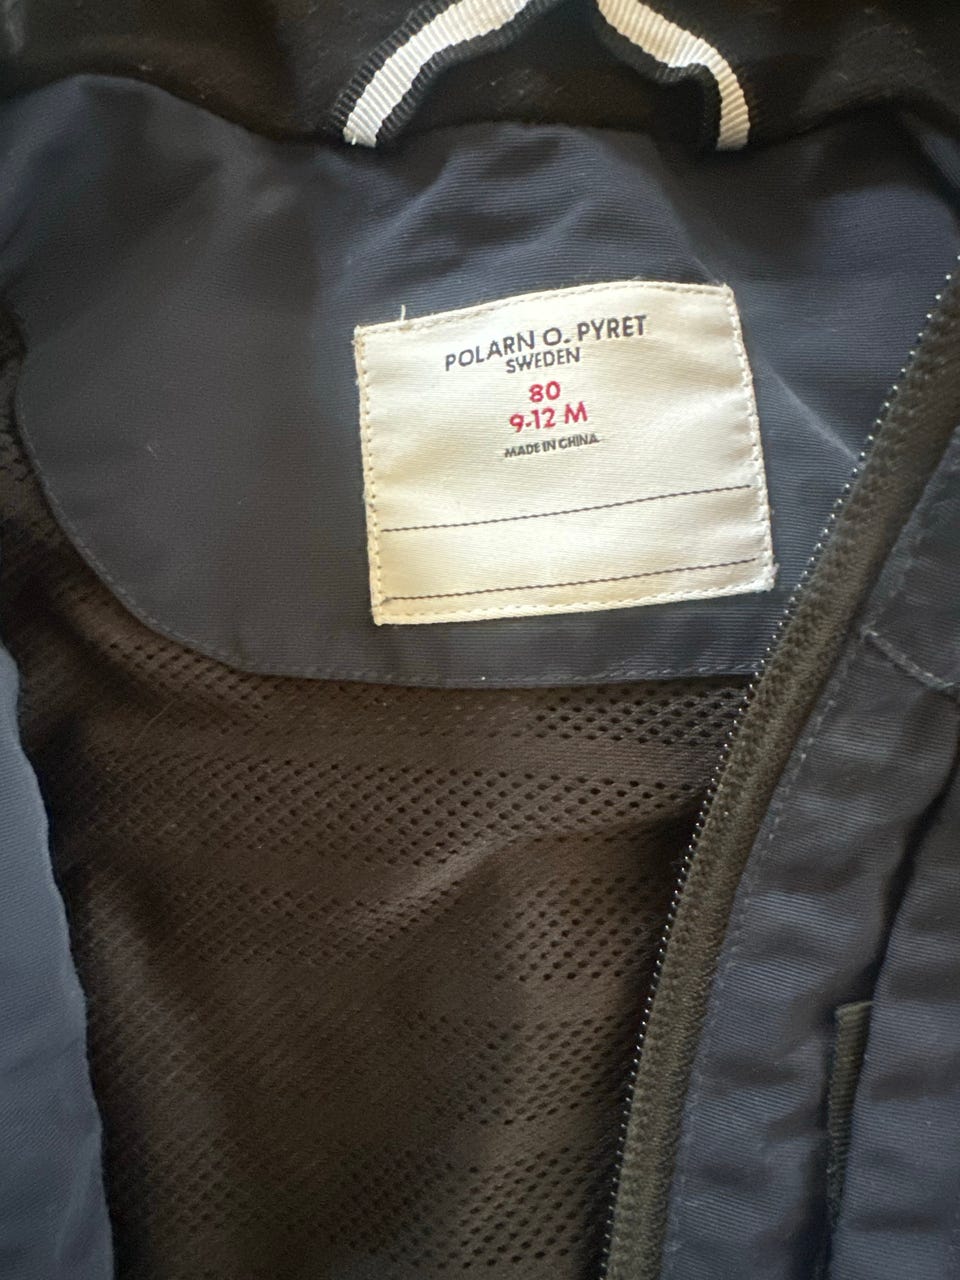 POLARN O. PYRET
SWEDEN
80
9-12 M
MADE IN CHINA